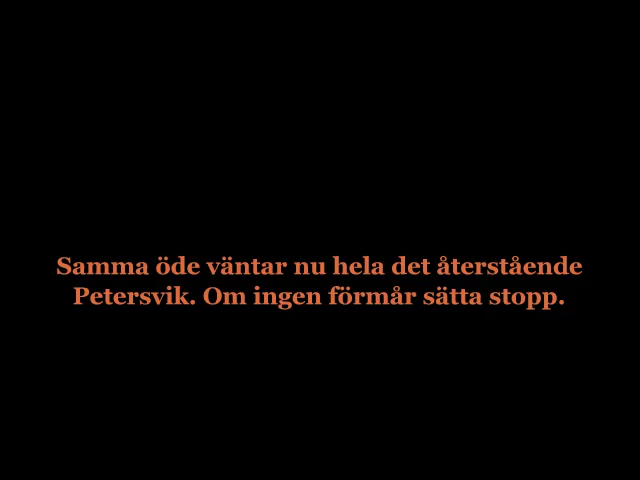 Samma öde väntar nu hela det återstående
Petersvik. Om ingen förmår sätta stopp.